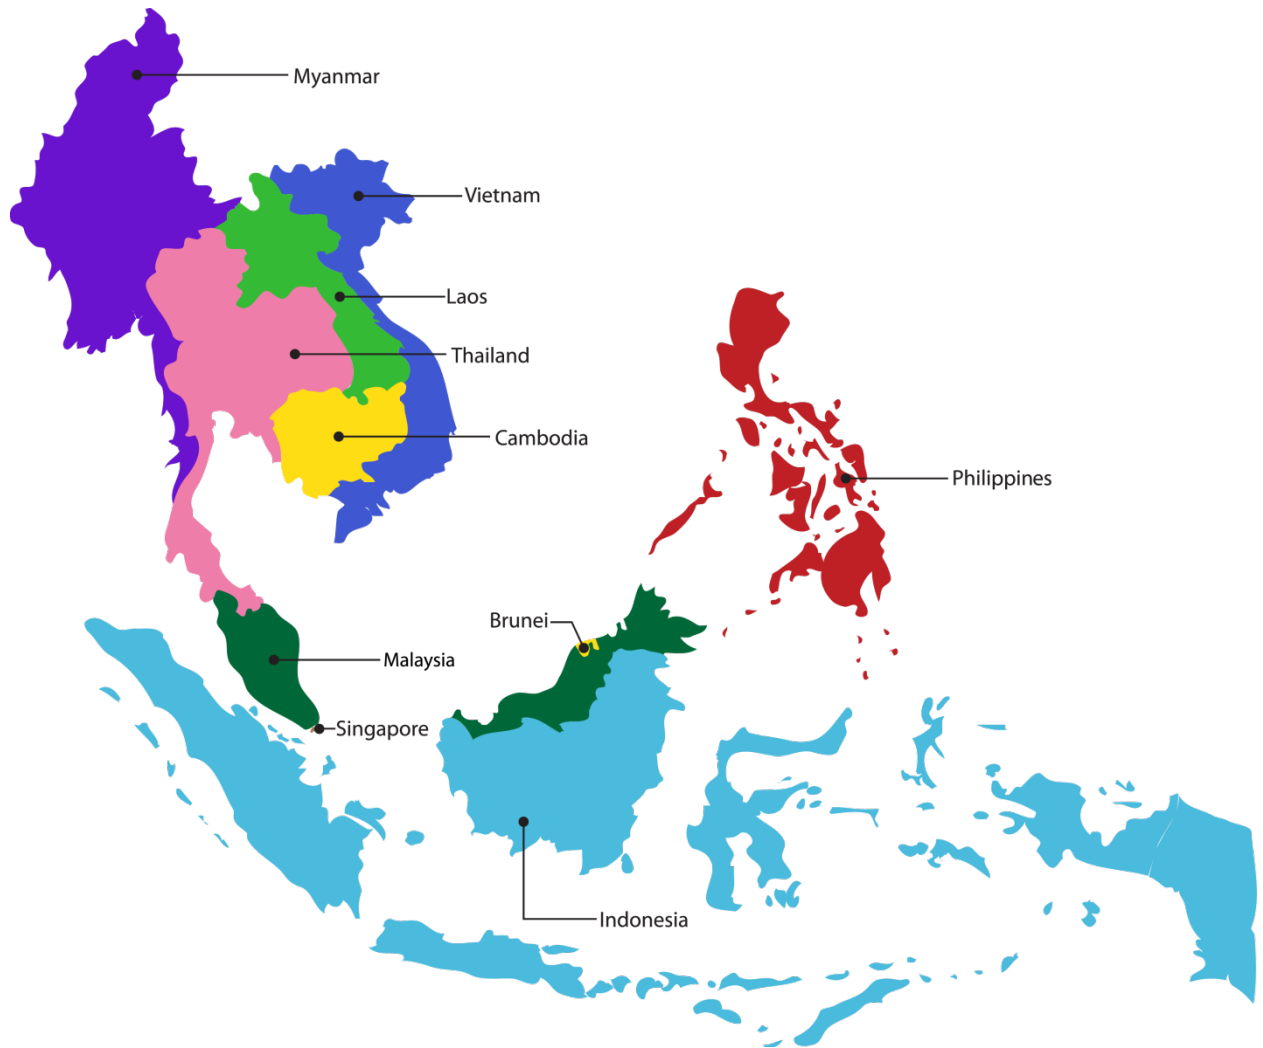 Myanmar
Vietnam
Laos
Thailand
Cambodia
Philippines
Brunei
Malaysia
Singapore
Indonesia